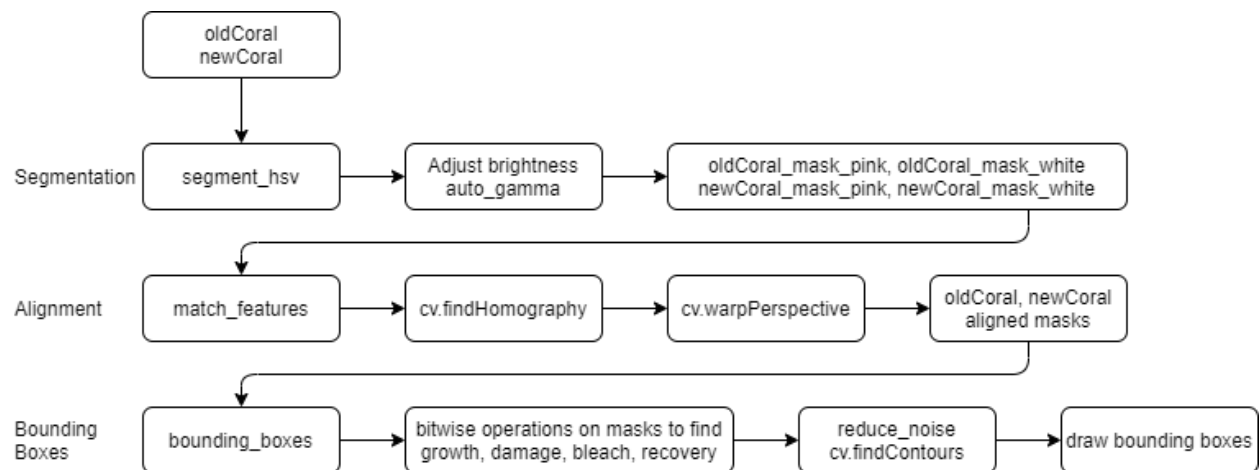 oldCoral
newCoral
Segmentation
segment_hsv
Adjust brightness
auto_gamma
oldCoral_mask_pink, oldCoral_mask_white
newCoral_mask_pink, newCoral_mask_white
Alignment
match_features
cv.findHomography
cv.warpPerspective
oldCoral, newCoral
aligned masks
Bounding
Boxes
bounding_boxes
bitwise operations on masks to find
growth, damage, bleach, recovery
reduce_noise
cv.findContours
draw bounding boxes